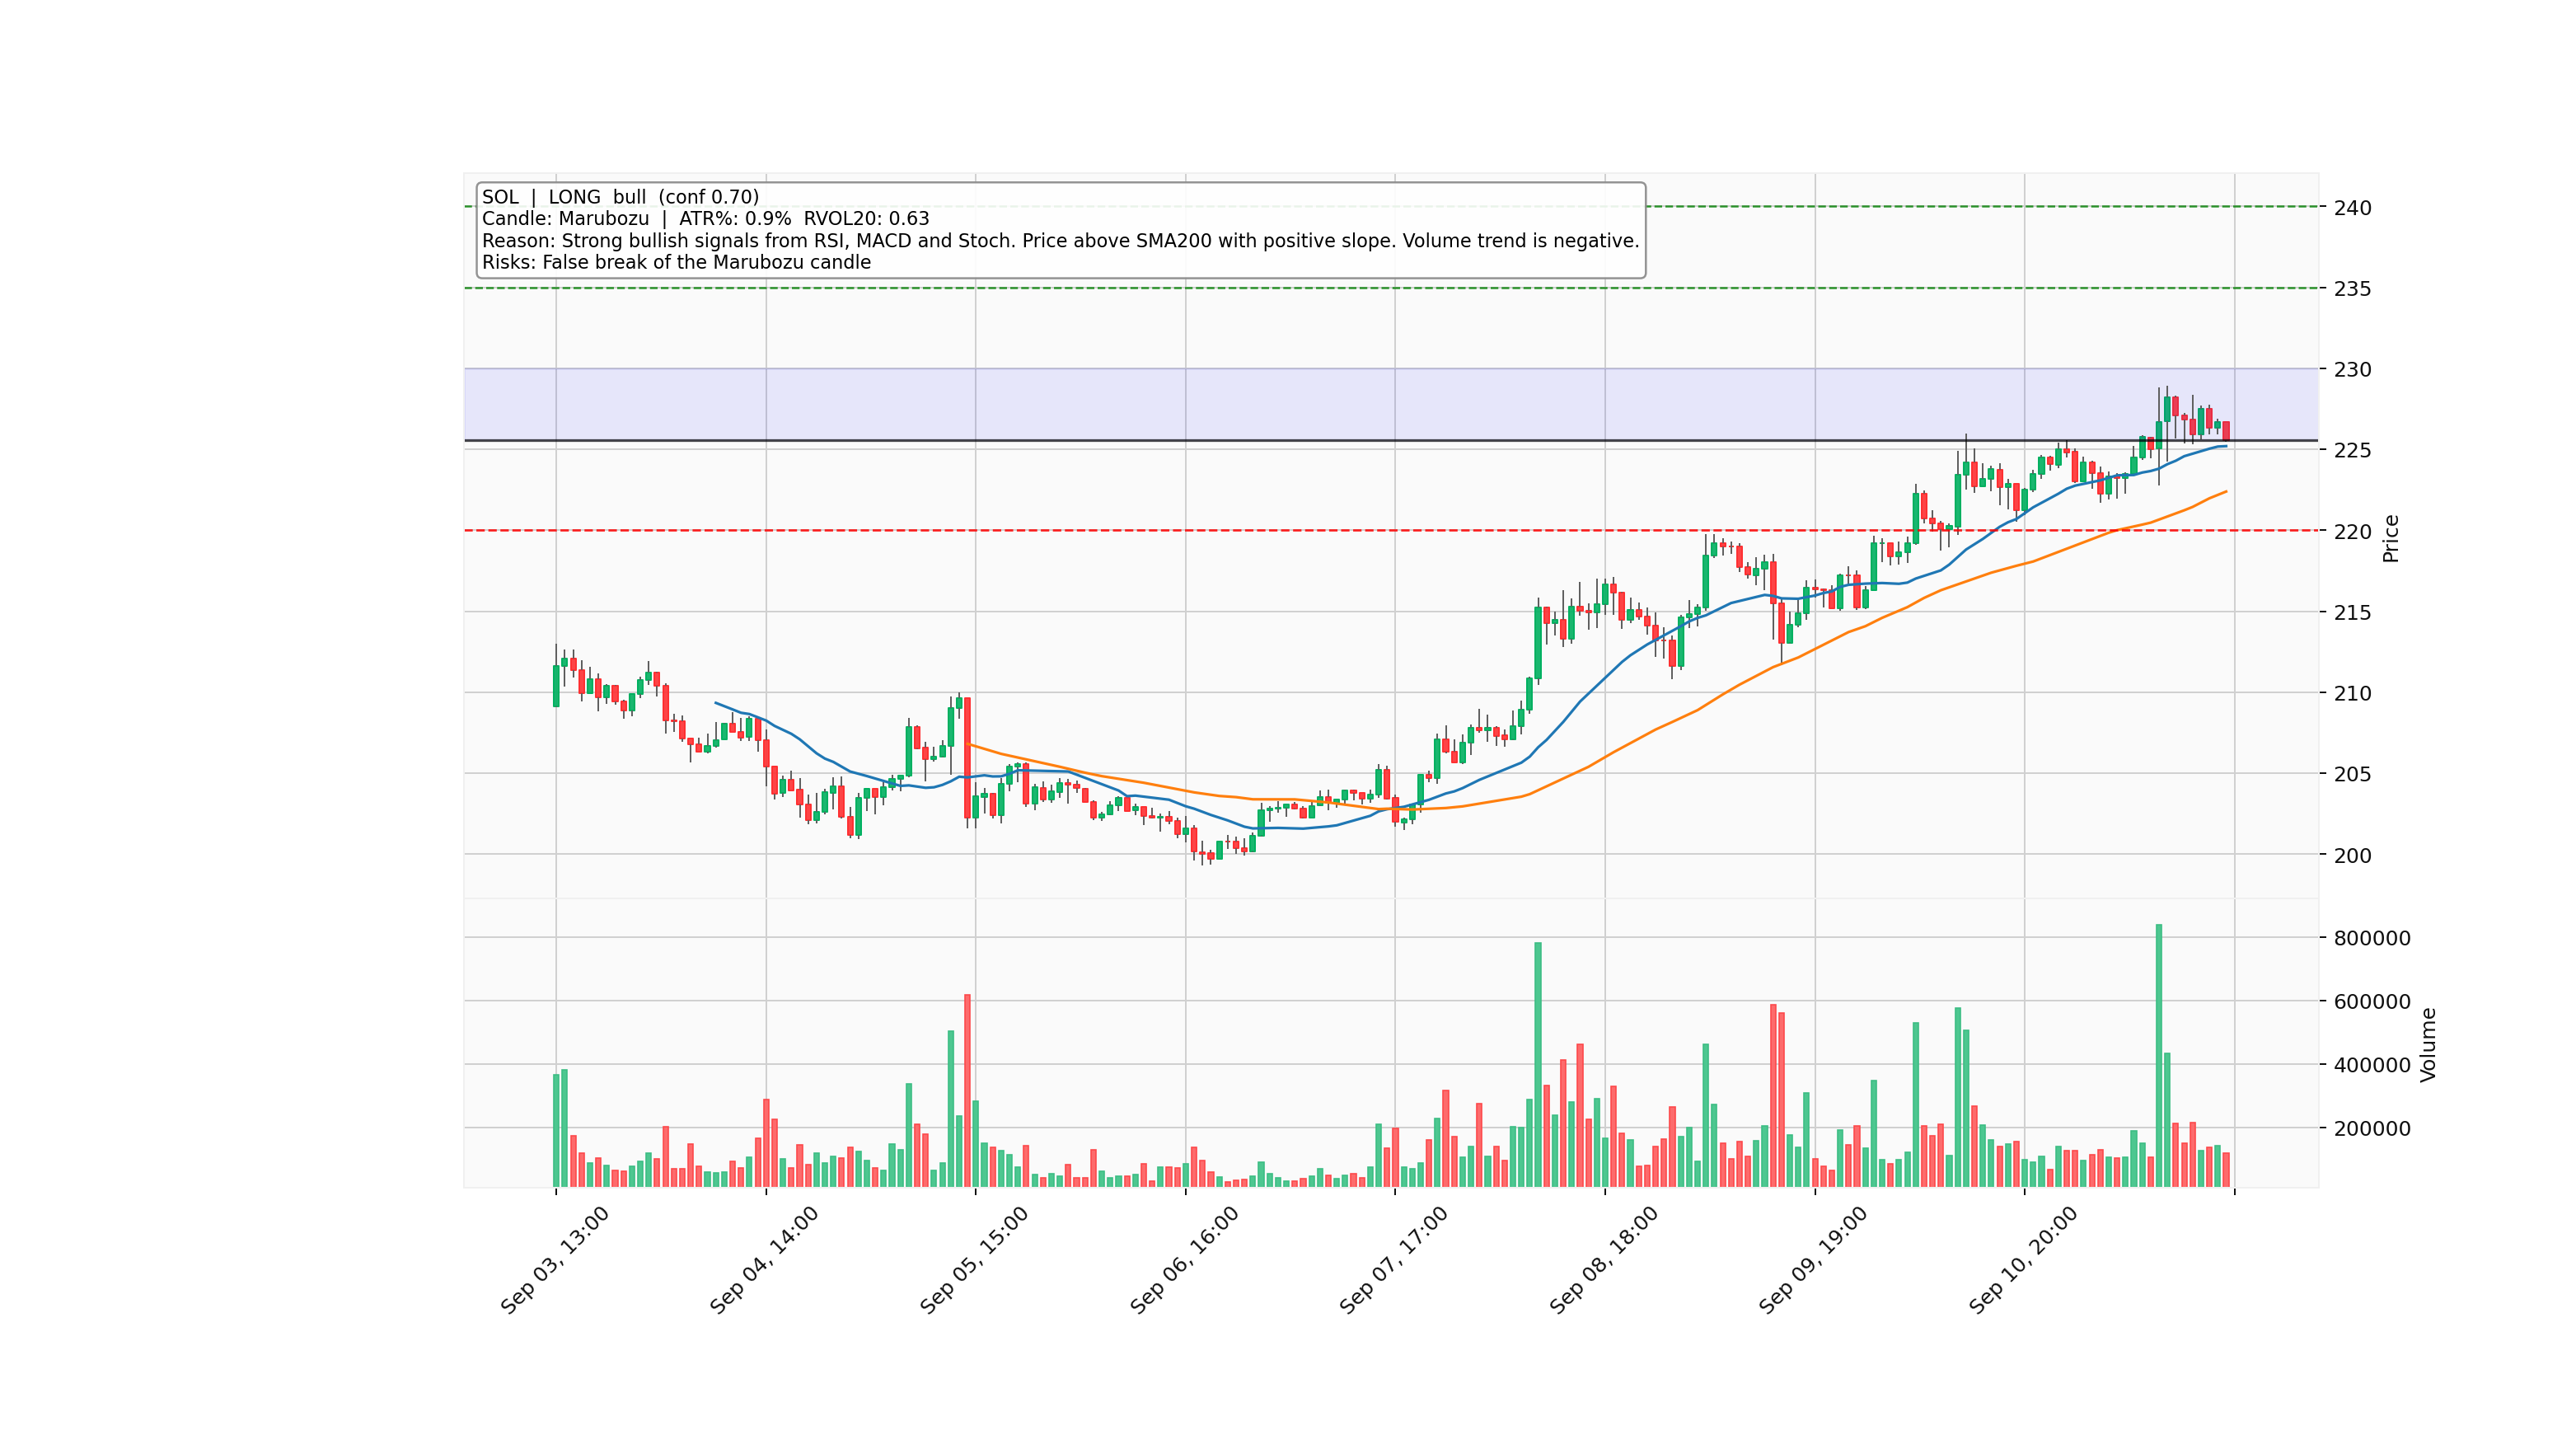 SOL | LONG bull (conf 0.70)
Candle: Marubozu | ATR%: 0.9% RVOL20: 0.63
Reason: Strong bullish signals from RSI, MACD and Stoch. Price above SMA200 with positive slope. Volume trend is negative.
Risks: False break of the Marubozu candle
240
235
230
225
220
215
210
205
200
Price
800000
600000
400000
200000
Volume
Sep 03, 13:00
Sep 04, 14:00
Sep 05, 15:00
Sep 06, 16:00
Sep 07, 17:00
Sep 08, 18:00
Sep 09, 19:00
Sep 10, 20:00